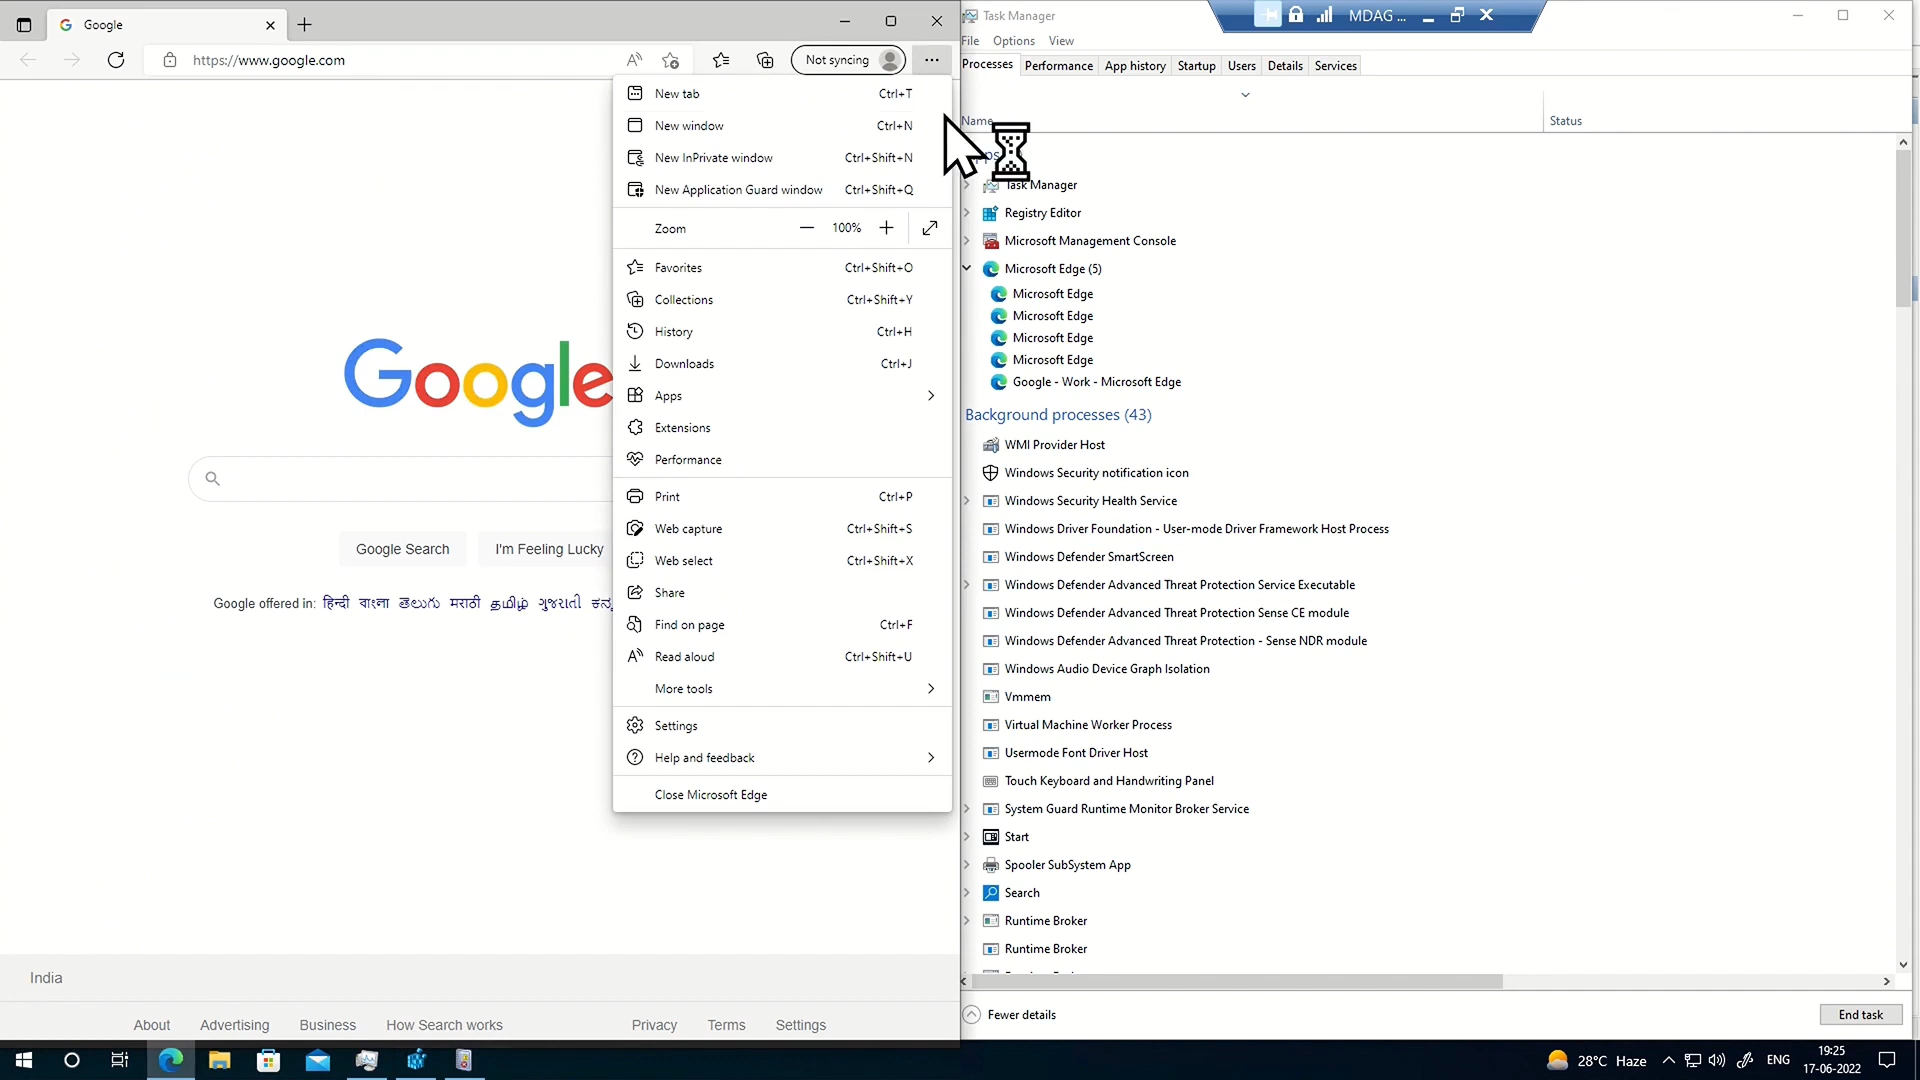 Google
https://www.google.com
Not syncing
New tab Ctrl+T
New window Ctrl+N
New InPrivate window Ctrl+Shift+N
New Application Guard window Ctrl+Shift+Q
Zoom 100%
Favorites Ctrl+Shift+O
Collections Ctrl+Shift+Y
History Ctrl+H
Downloads Ctrl+J
Apps
Extensions
Performance
Print Ctrl+P
Web capture Ctrl+Shift+S
Web select Ctrl+Shift+X
Share
Find on page Ctrl+F
Read aloud Ctrl+Shift+U
More tools
Settings
Help and feedback
Close Microsoft Edge
Google
Google Search I'm Feeling Lucky
Google offered in: हिन्दी বাংলা తెలుగు मराठी தமிழ் ગુજરાતી
India
About Advertising Business How Search works Privacy Terms Settings
Task Manager
MDAG ...
File Options View
Processes Performance App history Startup Users Details Services
Name Status
Task Manager
Registry Editor
Microsoft Management Console
Microsoft Edge (5)
Microsoft Edge
Microsoft Edge
Microsoft Edge
Microsoft Edge
Google - Work - Microsoft Edge
Background processes (43)
WMI Provider Host
Windows Security notification icon
Windows Security Health Service
Windows Driver Foundation - User-mode Driver Framework Host Process
Windows Defender SmartScreen
Windows Defender Advanced Threat Protection Service Executable
Windows Defender Advanced Threat Protection Sense CE module
Windows Defender Advanced Threat Protection - Sense NDR module
Windows Audio Device Graph Isolation
Vmmem
Virtual Machine Worker Process
Usermode Font Driver Host
Touch Keyboard and Handwriting Panel
System Guard Runtime Monitor Broker Service
Start
Spooler SubSystem App
Search
Runtime Broker
Runtime Broker
Fewer details End task
28°C Haze ENG 19:25
17-06-2022